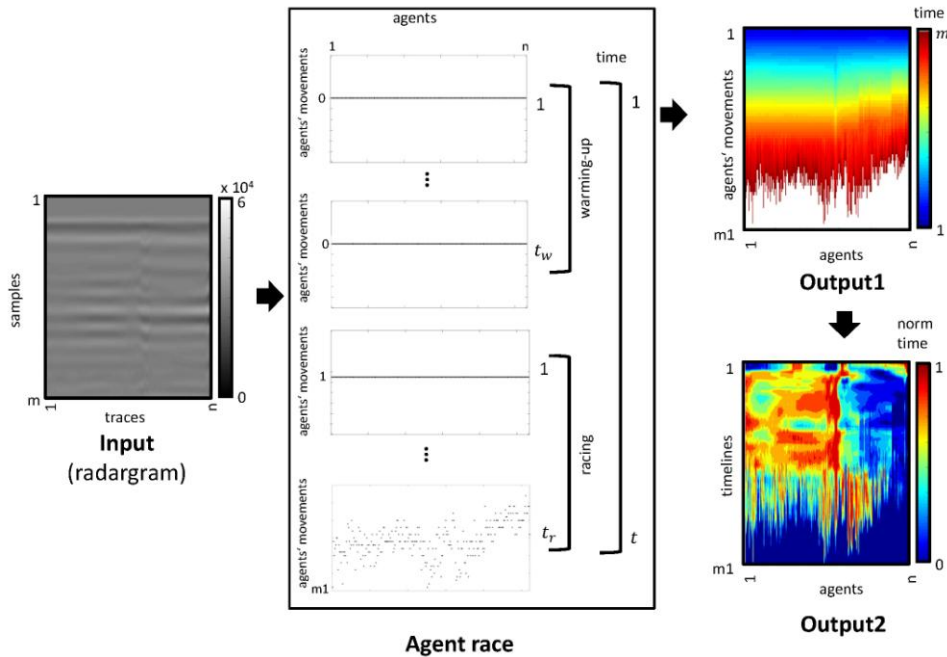 1
samples
m
1
n
traces
x 10^4
6
0
Input
(radargram)
agents
1
n
time
agents' movements
0
1
agents' movements
0
t_w
warming-up
agents' movements
1
1
agents' movements
m1
t_r
racing
1
t
Agent race
time
1
m
agents' movements
m1
1
1
n
agents
Output1
norm
time
1
1
timelines
m1
0
1
n
agents
Output2